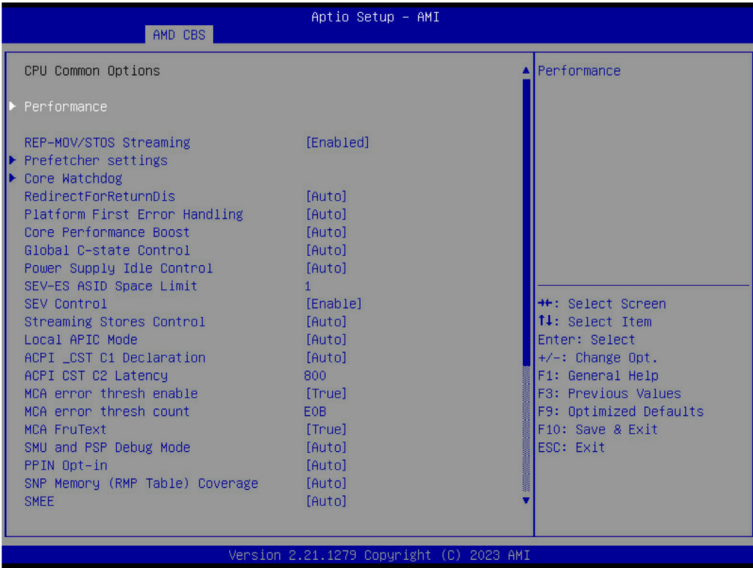 Aptio Setup – AMI
AMD CBS
CPU Common Options
Performance
REP-MOV/STOS Streaming [Enabled]
Prefetcher settings
Core Watchdog
RedirectForReturnDis [Auto]
Platform First Error Handling [Auto]
Core Performance Boost [Auto]
Global C-state Control [Auto]
Power Supply Idle Control [Auto]
SEV-ES ASID Space Limit 1
SEV Control [Enable]
Streaming Stores Control [Auto]
Local APIC Mode [Auto]
ACPI _CST C1 Declaration [Auto]
ACPI CST C2 Latency 800
MCA error thresh enable [True]
MCA error thresh count E0B
MCA FruText [True]
SMU and PSP Debug Mode [Auto]
PPIN Opt-in [Auto]
SNP Memory (RMP Table) Coverage [Auto]
SMEE [Auto]
Performance
→←: Select Screen
↑↓: Select Item
Enter: Select
+/-: Change Opt.
F1: General Help
F3: Previous Values
F9: Optimized Defaults
F10: Save & Exit
ESC: Exit
Version 2.21.1279 Copyright (C) 2023 AMI